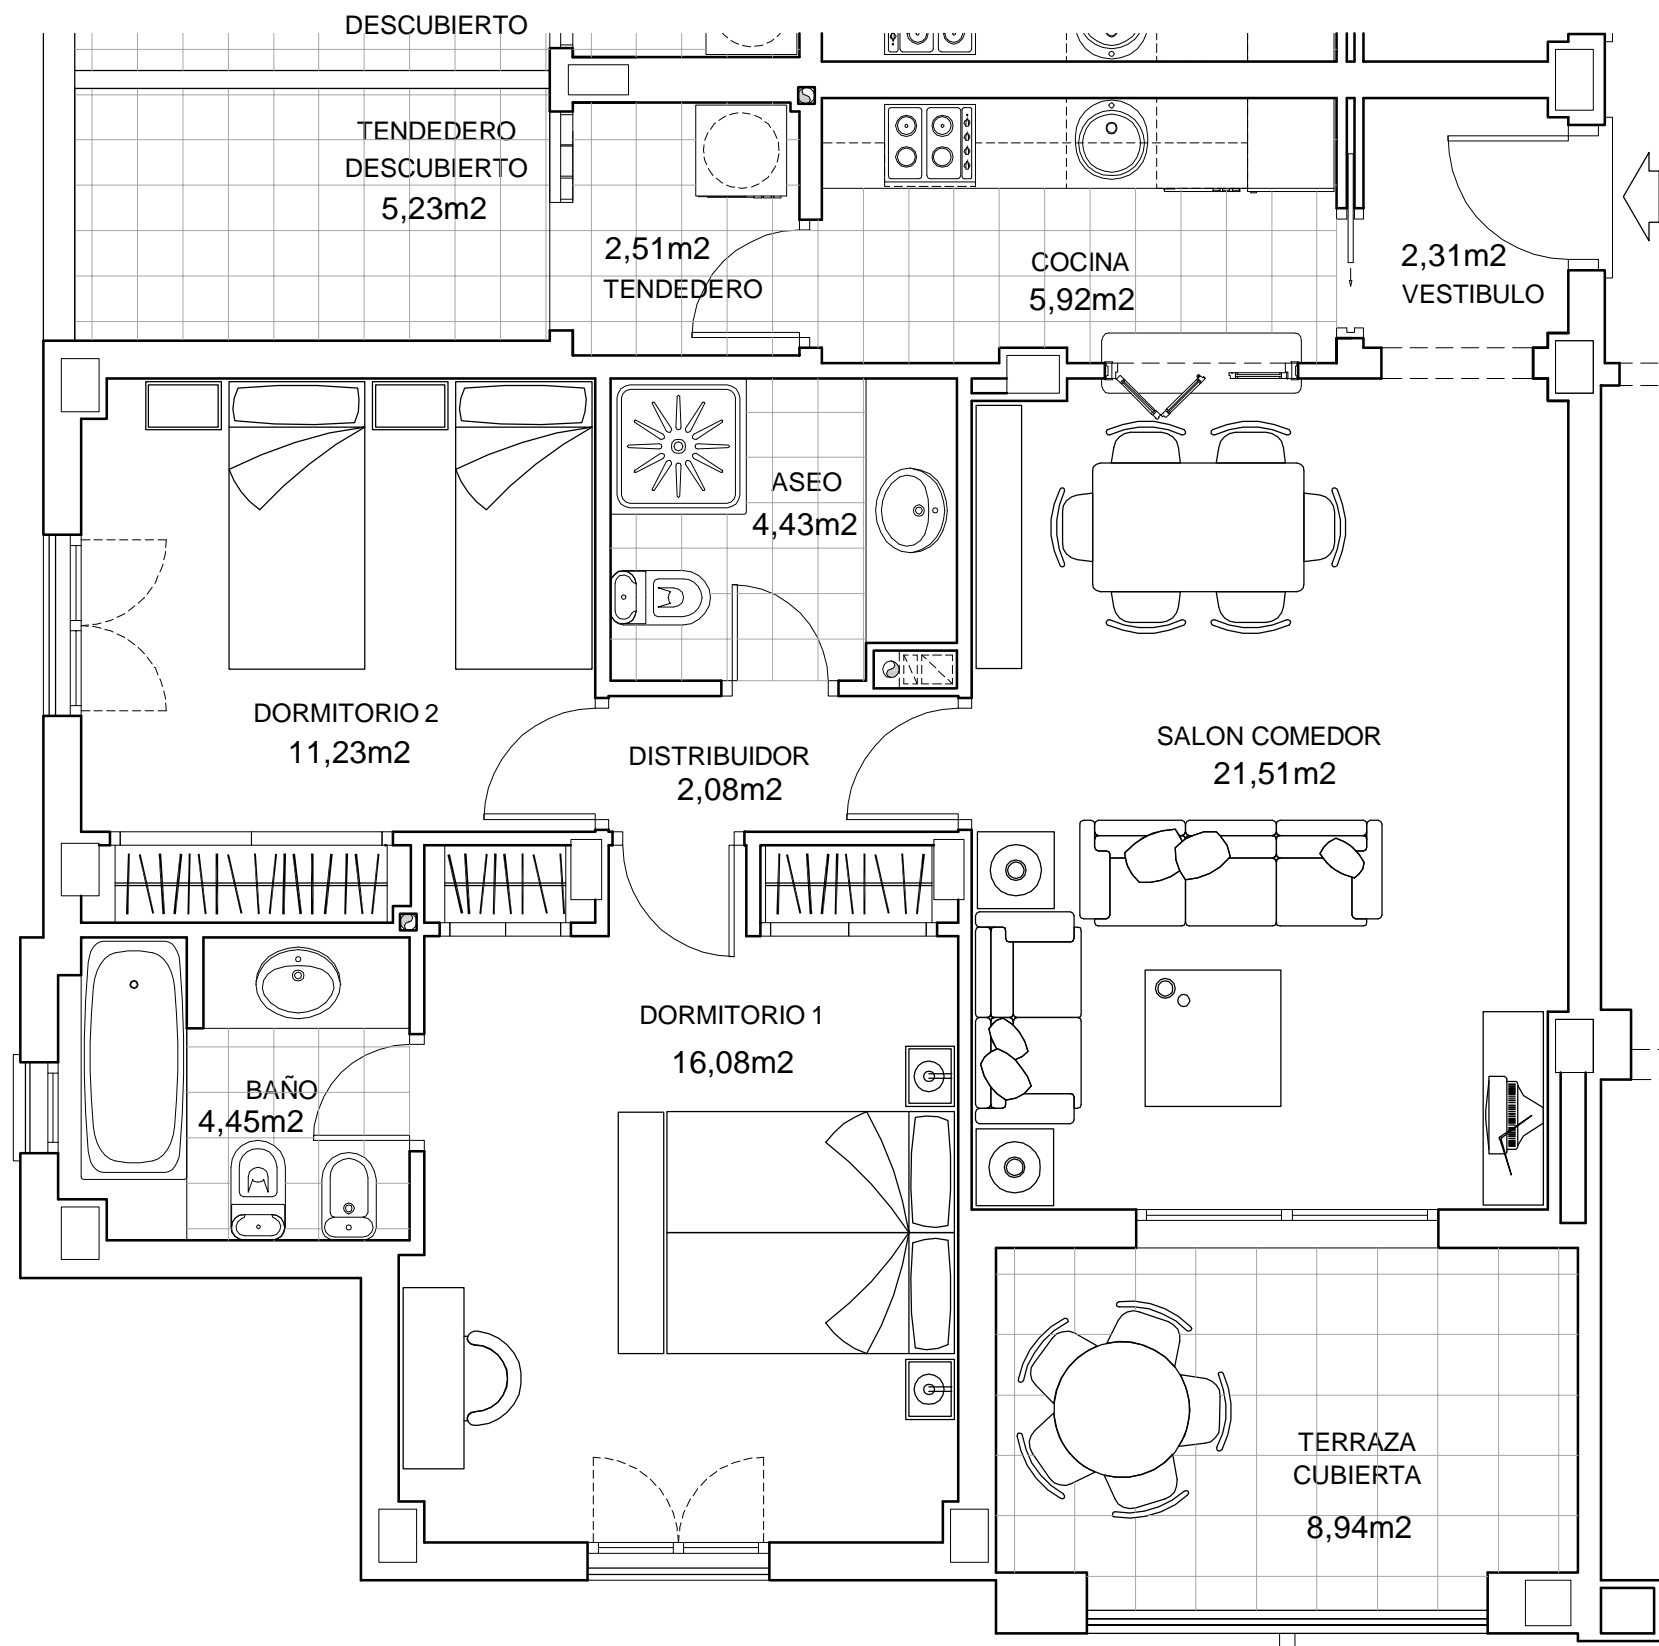 DESCUBIERTO
TENDEDERO
DESCUBIERTO
5,23m2
2,51m2
TENDEDERO
COCINA
5,92m2
2,31m2
VESTIBULO
ASEO
4,43m2
DORMITORIO 2
11,23m2
DISTRIBUIDOR
2,08m2
SALON COMEDOR
21,51m2
DORMITORIO 1
16,08m2
BAÑO
4,45m2
TERRAZA
CUBIERTA
8,94m2